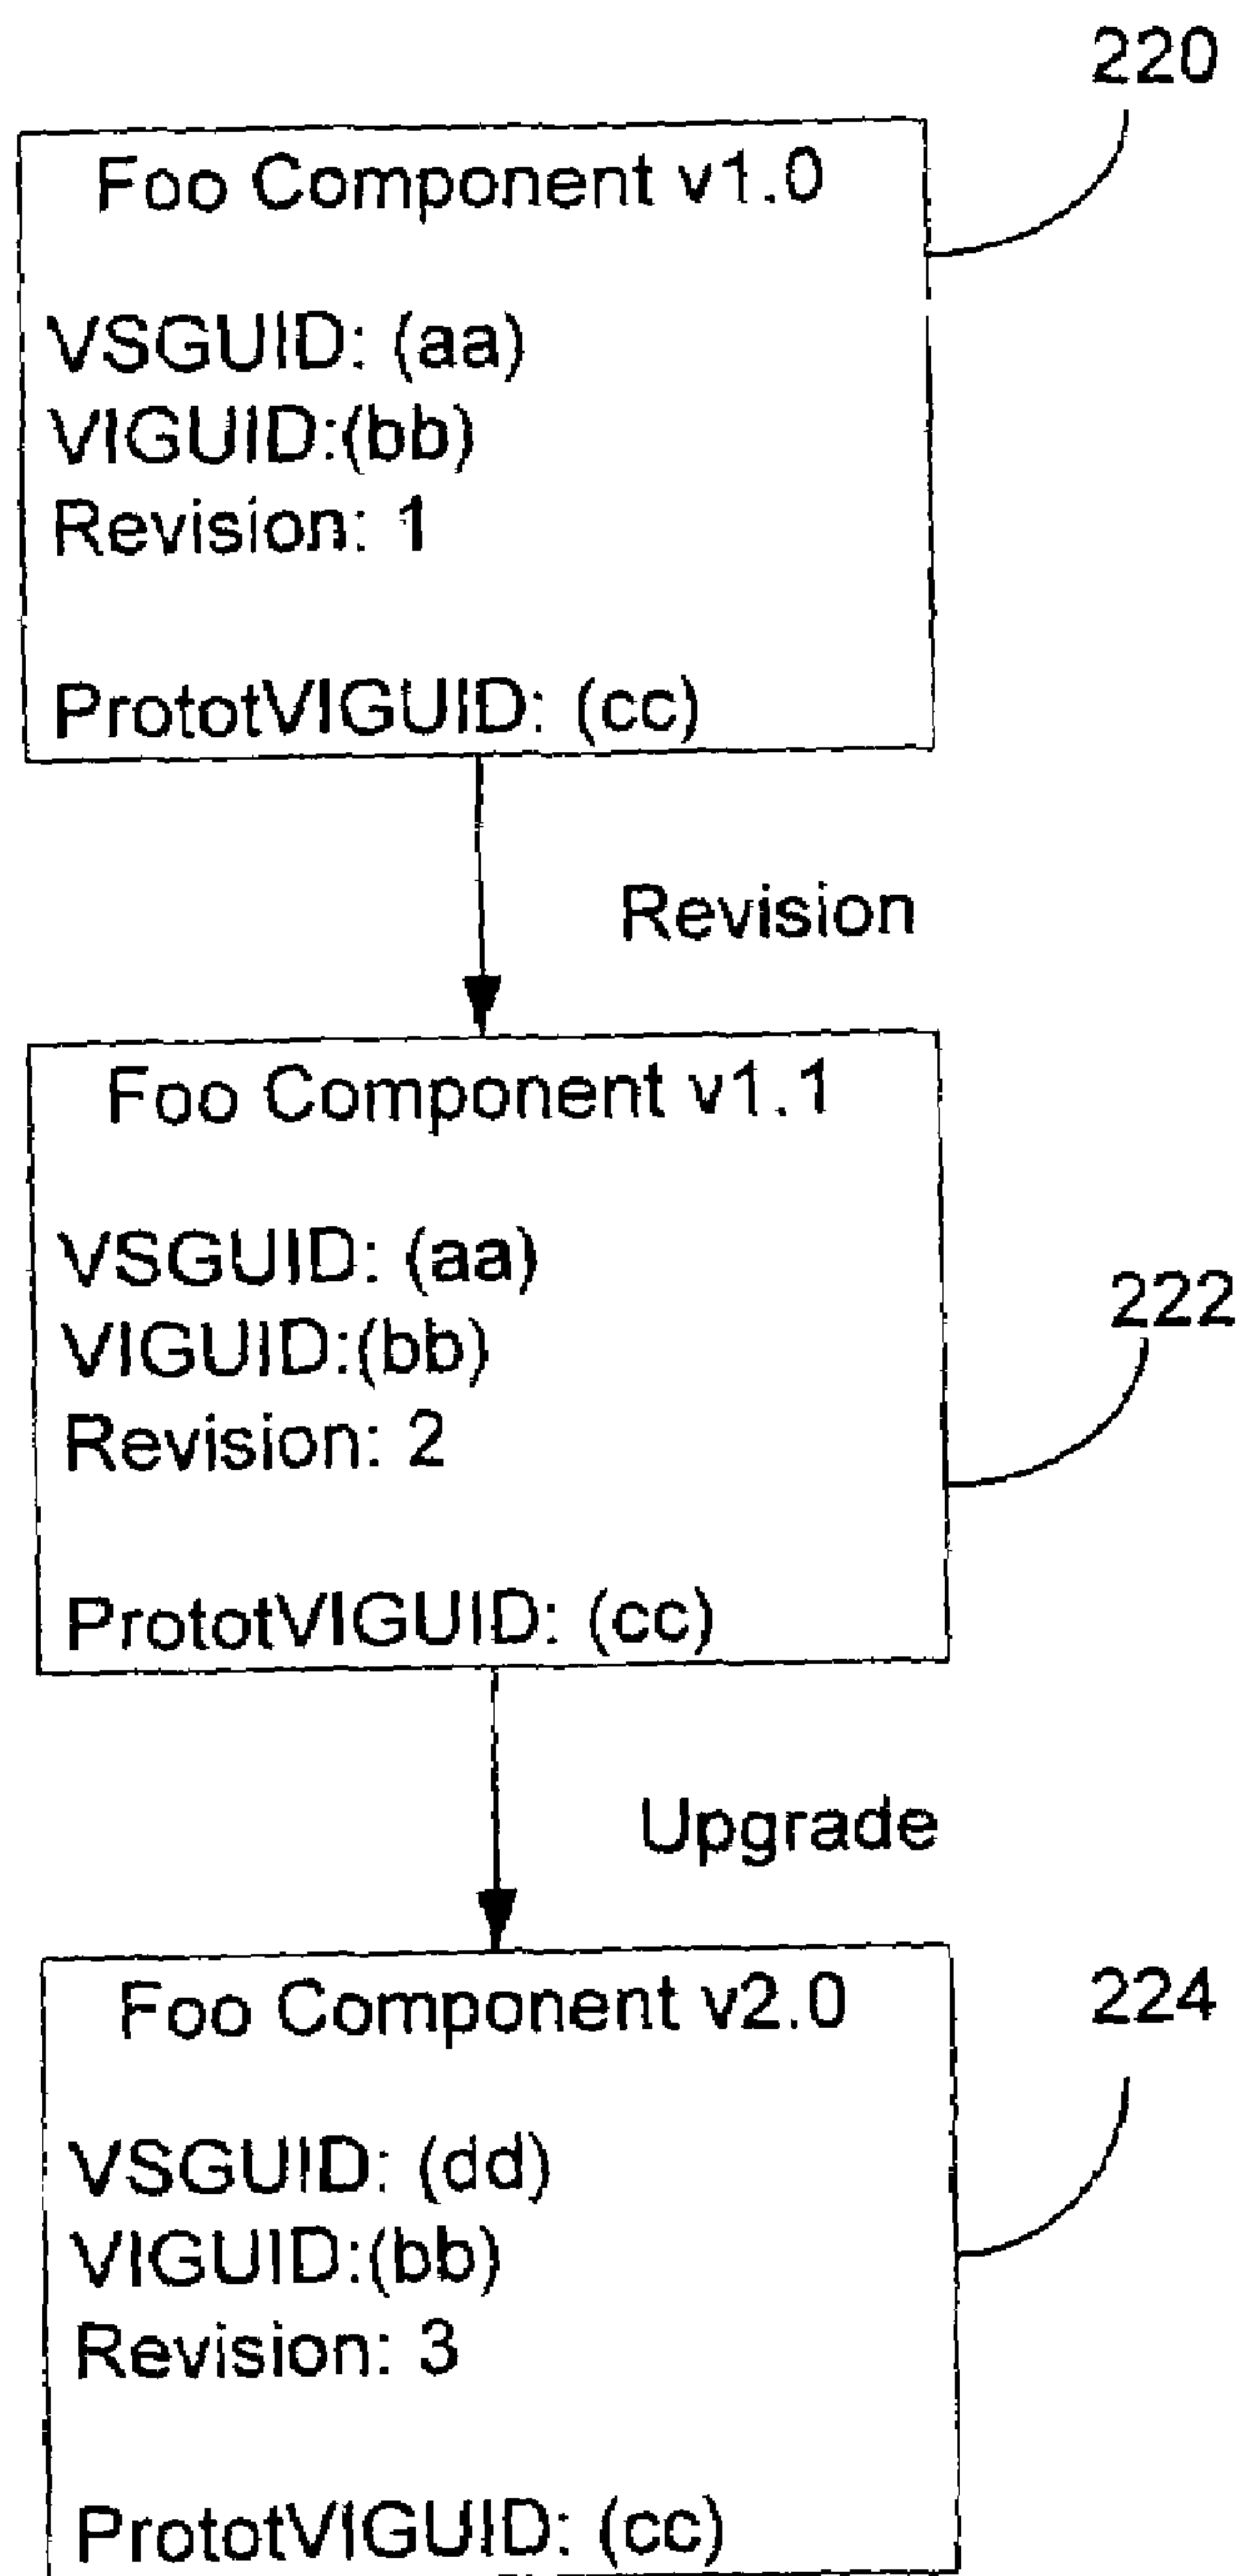 220
Foo Component v1.0
VSGUID: (aa)
VIGUID:(bb)
Revision: 1
PrototVIGUID: (cc)
Revision
Foo Component v1.1
VSGUID: (aa)
222
VIGUID:(bb)
Revision: 2
PrototVIGUID: (cc)
Upgrade
Foo Component v2.0
224
VSGUID: (dd)
VIGUID:(bb)
Revision: 3
PrototVIGUID: (cc)